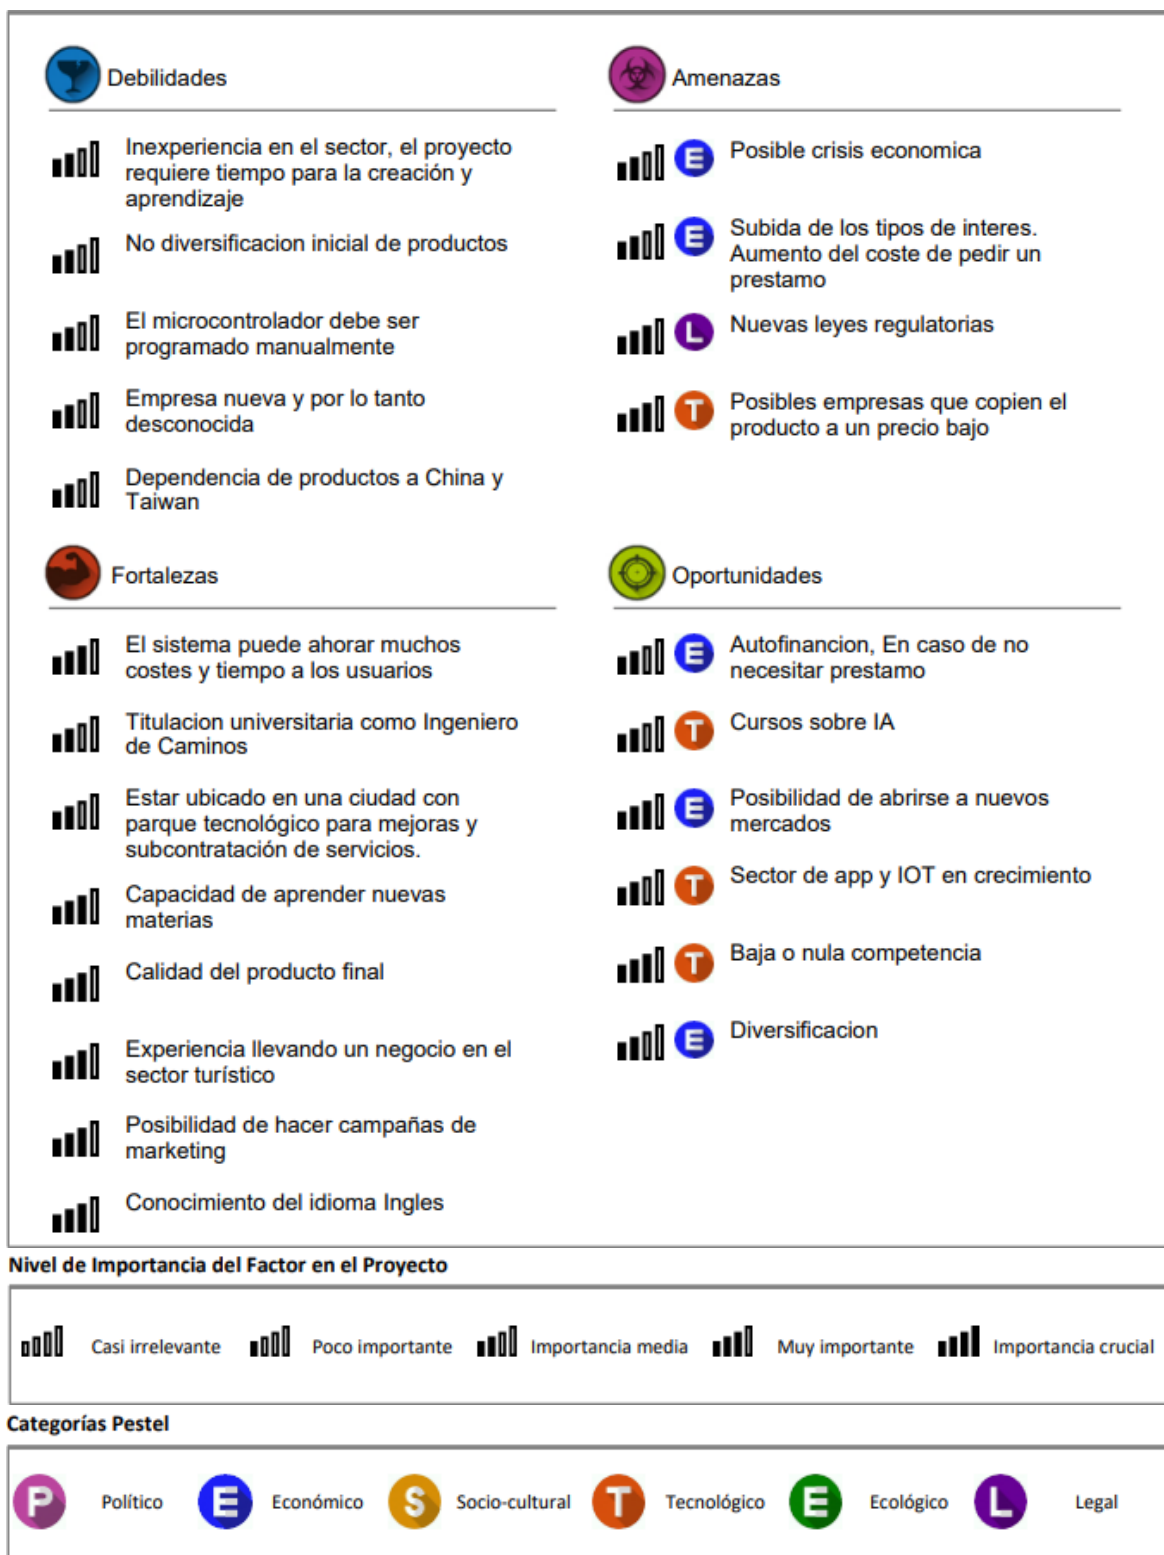 Debilidades
Inexperiencia en el sector, el proyecto
requiere tiempo para la creación y
aprendizaje
No diversificacion inicial de productos
El microcontrolador debe ser
programado manualmente
Empresa nueva y por lo tanto
desconocida
Dependencia de productos a China y
Taiwan
Amenazas
E
Posible crisis economica
E
Subida de los tipos de interes.
Aumento del coste de pedir un
prestamo
L
Nuevas leyes regulatorias
T
Posibles empresas que copien el
producto a un precio bajo
Fortalezas
El sistema puede ahorar muchos
costes y tiempo a los usuarios
Titulacion universitaria como Ingeniero
de Caminos
Estar ubicado en una ciudad con
parque tecnológico para mejoras y
subcontratación de servicios.
Capacidad de aprender nuevas
materias
Calidad del producto final
Experiencia llevando un negocio en el
sector turístico
Posibilidad de hacer campañas de
marketing
Conocimiento del idioma Ingles
Oportunidades
E
Autofinancion, En caso de no
necesitar prestamo
T
Cursos sobre IA
E
Posibilidad de abrirse a nuevos
mercados
T
Sector de app y IOT en crecimiento
T
Baja o nula competencia
E
Diversificacion
Nivel de Importancia del Factor en el Proyecto
Casi irrelevante Poco importante Importancia media Muy importante Importancia crucial
Categorías Pestel
P Político E Económico S Socio-cultural T Tecnológico E Ecológico L Legal